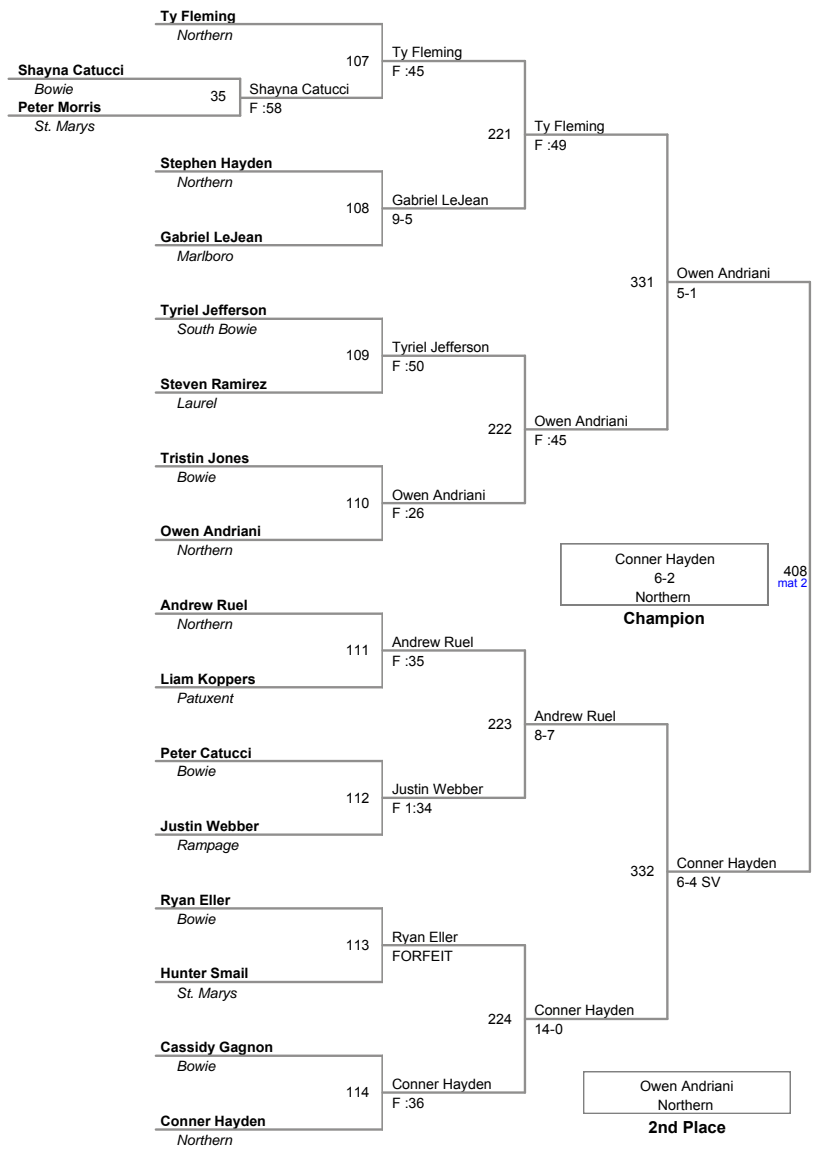 Ty Fleming
Northern
107
Ty Fleming
F :45
Shayna Catucci
Bowie
35
Shayna Catucci
F :58
Peter Morris
St. Marys
221
Ty Fleming
F :49
Stephen Hayden
Northern
108
Gabriel LeJean
9-5
Gabriel LeJean
Marlboro
331
Owen Andriani
5-1
Tyriel Jefferson
South Bowie
109
Tyriel Jefferson
F :50
Steven Ramirez
Laurel
222
Owen Andriani
F :45
Tristin Jones
Bowie
110
Owen Andriani
F :26
Owen Andriani
Northern
Conner Hayden
6-2
Northern
Champion
408
mat 2
Andrew Ruel
Northern
111
Andrew Ruel
F :35
Liam Koppers
Patuxent
223
Andrew Ruel
8-7
Peter Catucci
Bowie
112
Justin Webber
F 1:34
Justin Webber
Rampage
332
Conner Hayden
6-4 SV
Ryan Eller
Bowie
113
Ryan Eller
FORFEIT
Hunter Smail
St. Marys
224
Conner Hayden
14-0
Cassidy Gagnon
Bowie
114
Conner Hayden
F :36
Conner Hayden
Northern
Owen Andriani
Northern
2nd Place